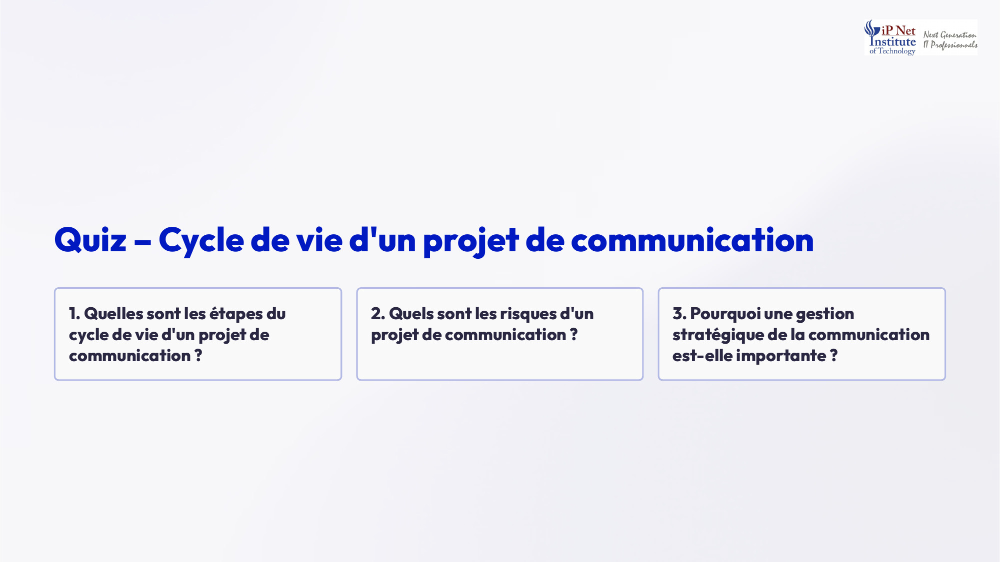 iP Net
Institute
of Technology
Next Generation
IT Professionnels
Quiz – Cycle de vie d'un projet de communication
1. Quelles sont les étapes du
cycle de vie d'un projet de
communication ?
2. Quels sont les risques d'un
projet de communication ?
3. Pourquoi une gestion
stratégique de la communication
est-elle importante ?